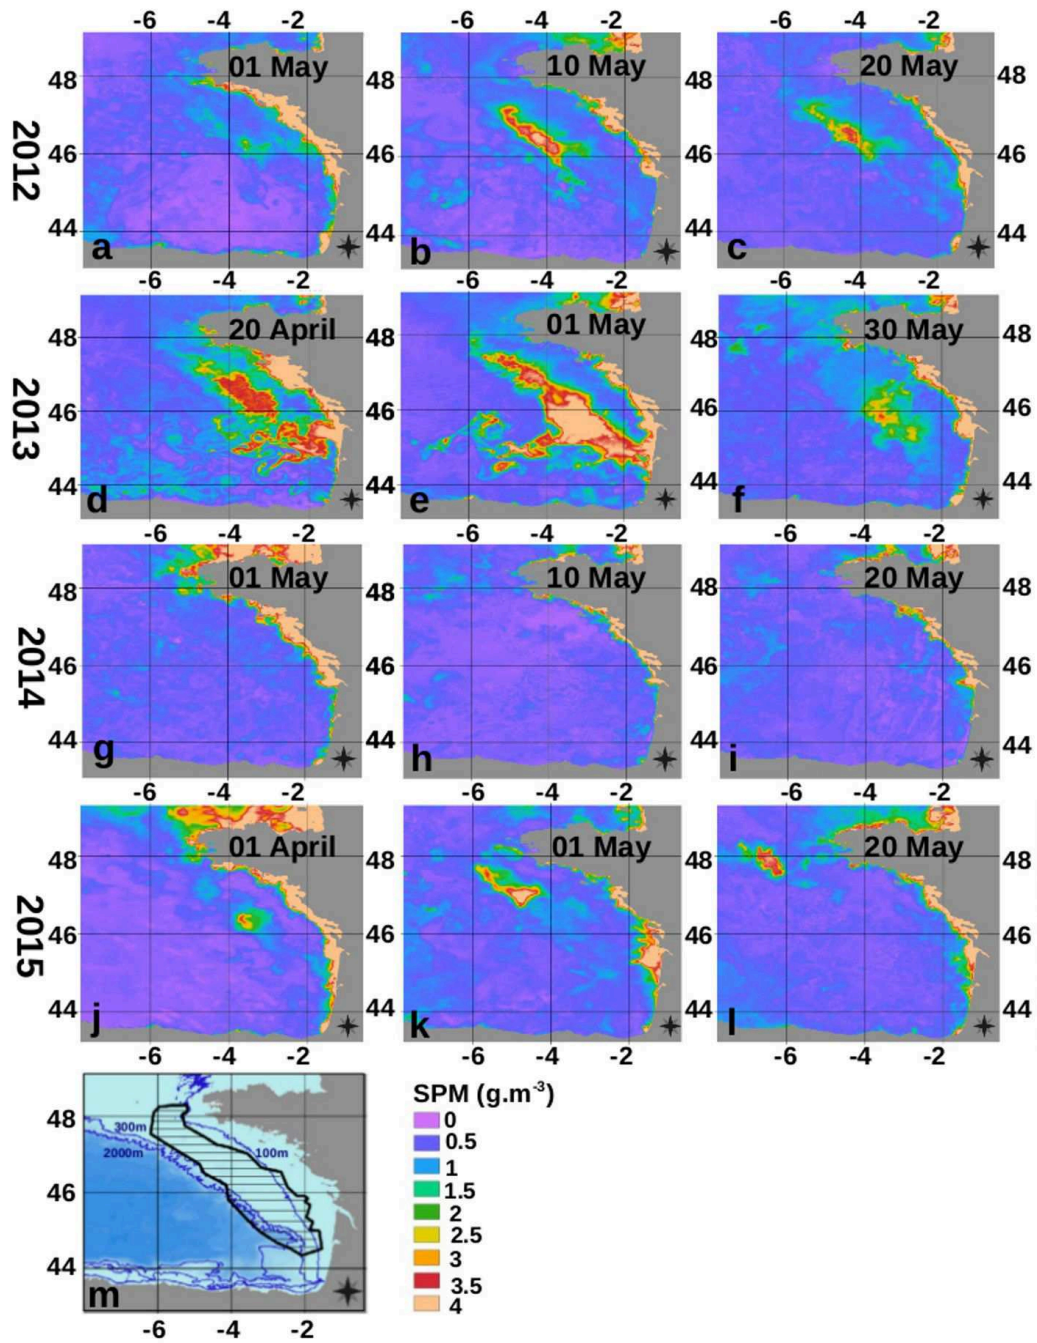 -6 -4 -2 -6 -4 -2 -6 -4 -2
2012
48 01 May 48 10 May 20 May 48
46 46 46
44 a 44 b c 44
-6 -4 -2 -6 -4 -2 -6 -4 -2
2013
48 20 April 48 01 May 30 May 48
46 46 46
44 d 44 e f 44
-6 -4 -2 -6 -4 -2 -6 -4 -2
2014
48 01 May 48 10 May 48 20 May 48
46 46 46
44 g 44 h i 44
-6 -4 -2 -6 -4 -2 -6 -4 -2
2015
48 01 April 48 01 May 20 May 48
46 46 46
44 j 44 k l 44
-6 -4 -2 -6 -4 -2 -6 -4 -2
48 300m
2000m 100m
46
44
m
-6 -4 -2
SPM (g.m-3)
0
0.5
1
1.5
2
2.5
3
3.5
4